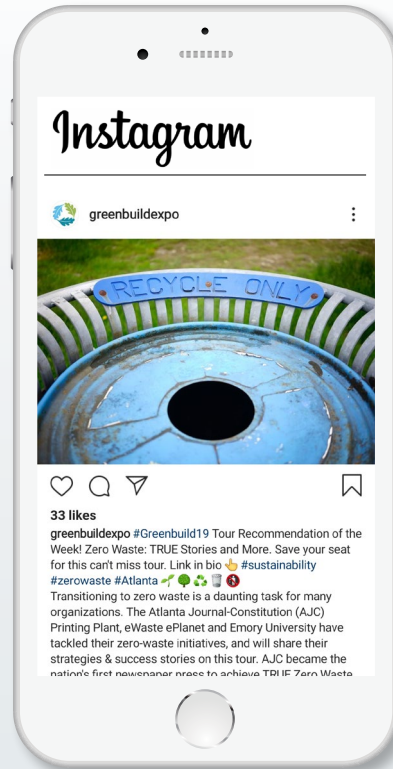 Instagram
greenbuildexpo
RECYCLE ONLY
33 likes
greenbuildexpo #Greenbuild19 Tour Recommendation of the
Week! Zero Waste: TRUE Stories and More. Save your seat
for this can't miss tour. Link in bio 👆 #sustainability
#zerowaste #Atlanta 🌱🌳♻️🗑️🚯
Transitioning to zero waste is a daunting task for many
organizations. The Atlanta Journal-Constitution (AJC)
Printing Plant, eWaste ePlanet and Emory University have
tackled their zero-waste initiatives, and will share their
strategies & success stories on this tour. AJC became the
nation's first newspaper press to achieve TRUE Zero Waste